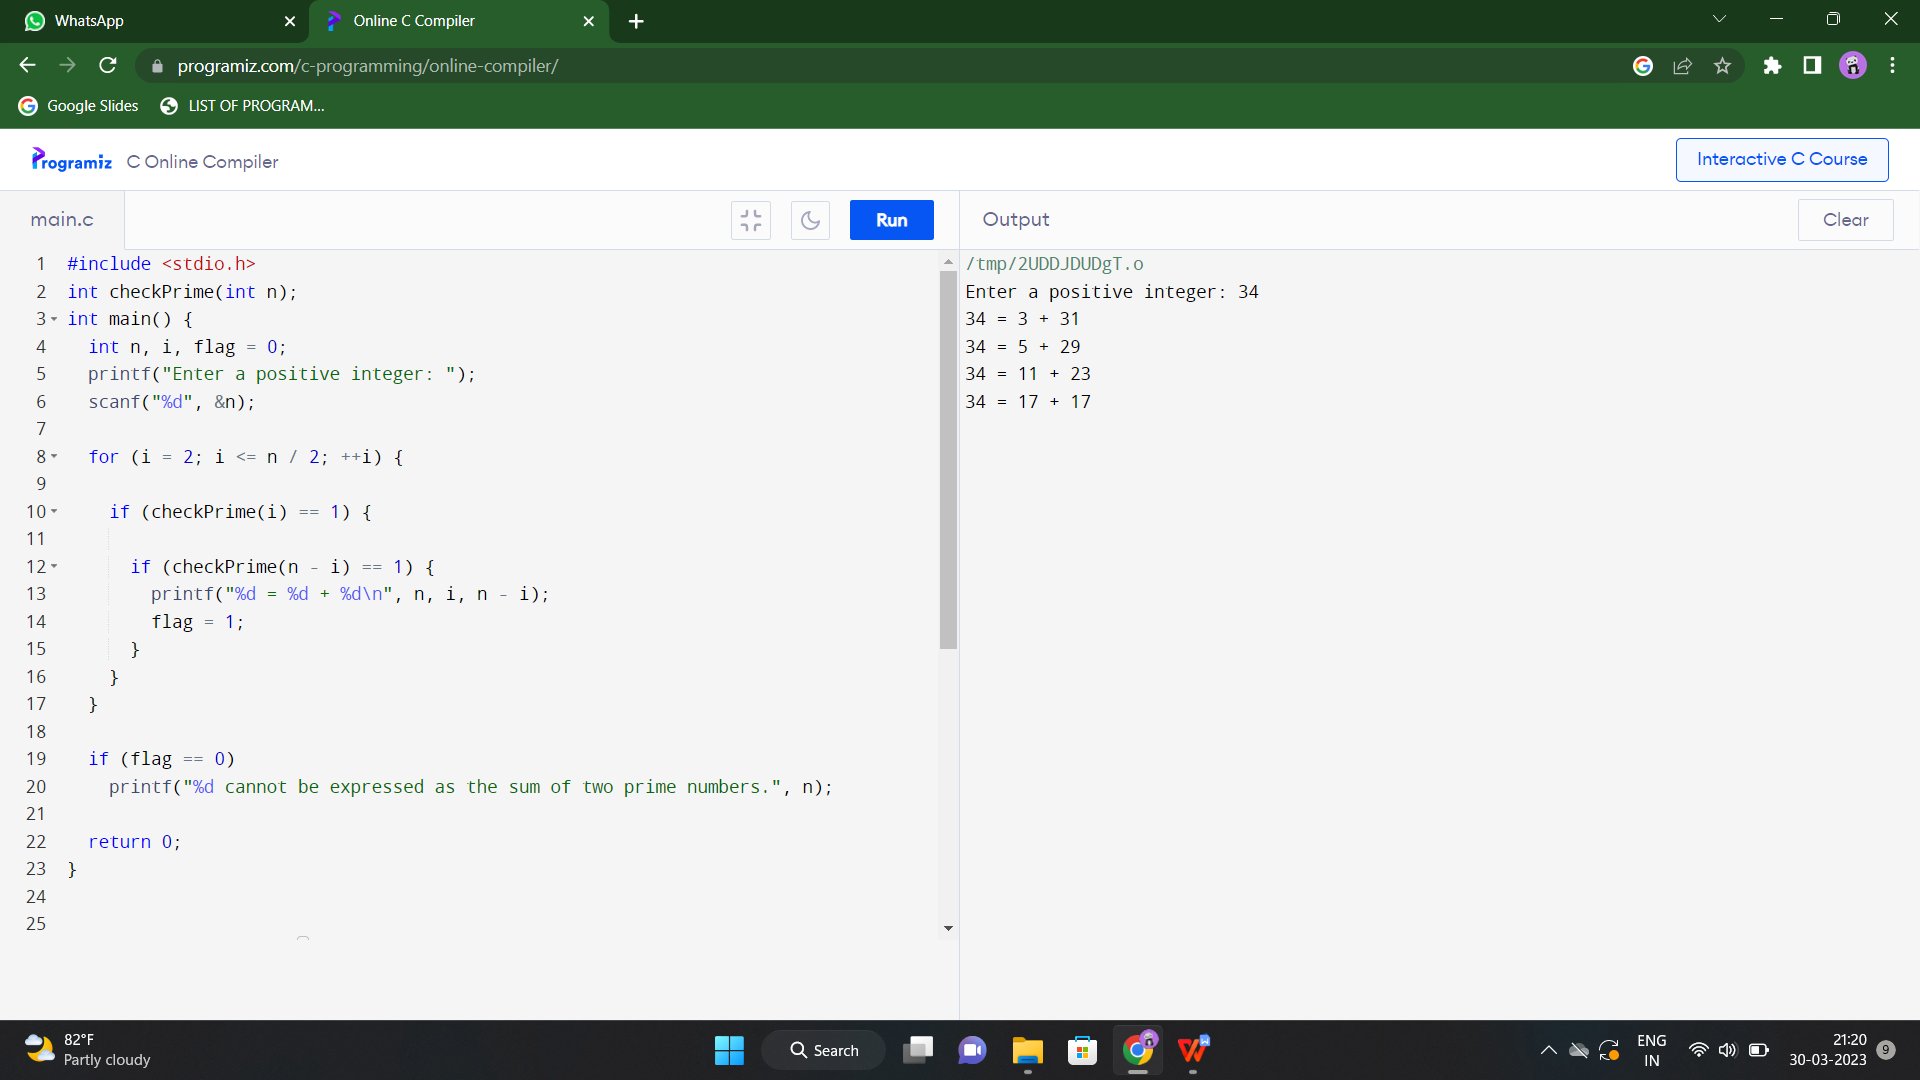 WhatsApp
Online C Compiler
programiz.com/c-programming/online-compiler/
Google Slides
LIST OF PROGRAM...
Programiz
C Online Compiler
Interactive C Course
main.c
Run
Output
Clear
1 #include <stdio.h>
2 int checkPrime(int n);
3 int main() {
4 int n, i, flag = 0;
5 printf("Enter a positive integer: ");
6 scanf("%d", &n);
7
8 for (i = 2; i <= n / 2; ++i) {
9
10 if (checkPrime(i) == 1) {
11
12 if (checkPrime(n - i) == 1) {
13 printf("%d = %d + %d\n", n, i, n - i);
14 flag = 1;
15 }
16 }
17 }
18
19 if (flag == 0)
20 printf("%d cannot be expressed as the sum of two prime numbers.", n);
21
22 return 0;
23 }
24
25
/tmp/2UDDJDUDgT.o
Enter a positive integer: 34
34 = 3 + 31
34 = 5 + 29
34 = 11 + 23
34 = 17 + 17
82°F
Partly cloudy
Search
ENG
IN
21:20
30-03-2023
9